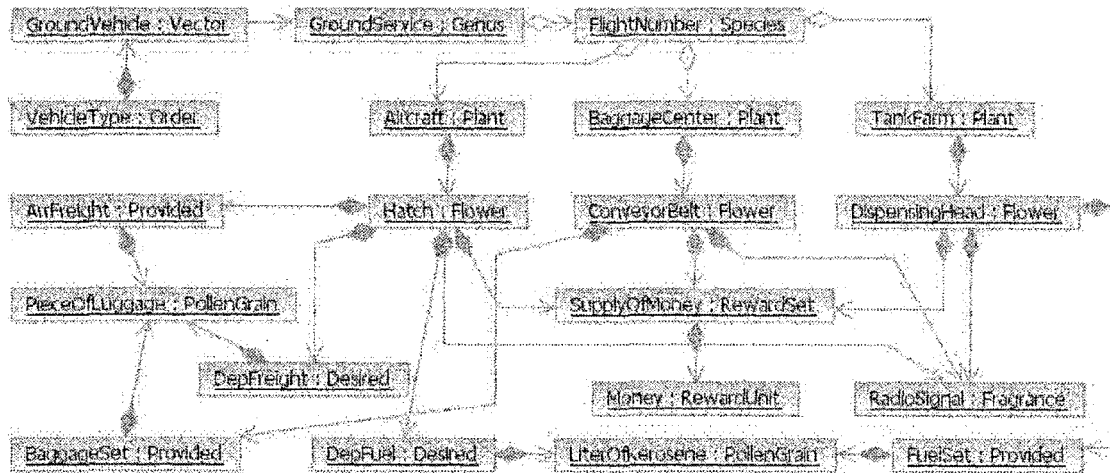 GroundVehicle : Vector
GroundService : Genus
FlightNumber : Species
VehicleType : Order
Aircraft : Plant
BaggageCenter : Plant
TankFarm : Plant
ArrFreight : Provided
Hatch : Flower
ConveyorBelt : Flower
DispensingHead : Flower
PieceOfLuggage : PollenGrain
SupplyOfMoney : RewardSet
DepFreight : Desired
Money : RewardUnit
RadioSignal : Fragrance
BaggageSet : Provided
DepFuel : Desired
LiterOfKerosene : PollenGrain
FuelSet : Provided